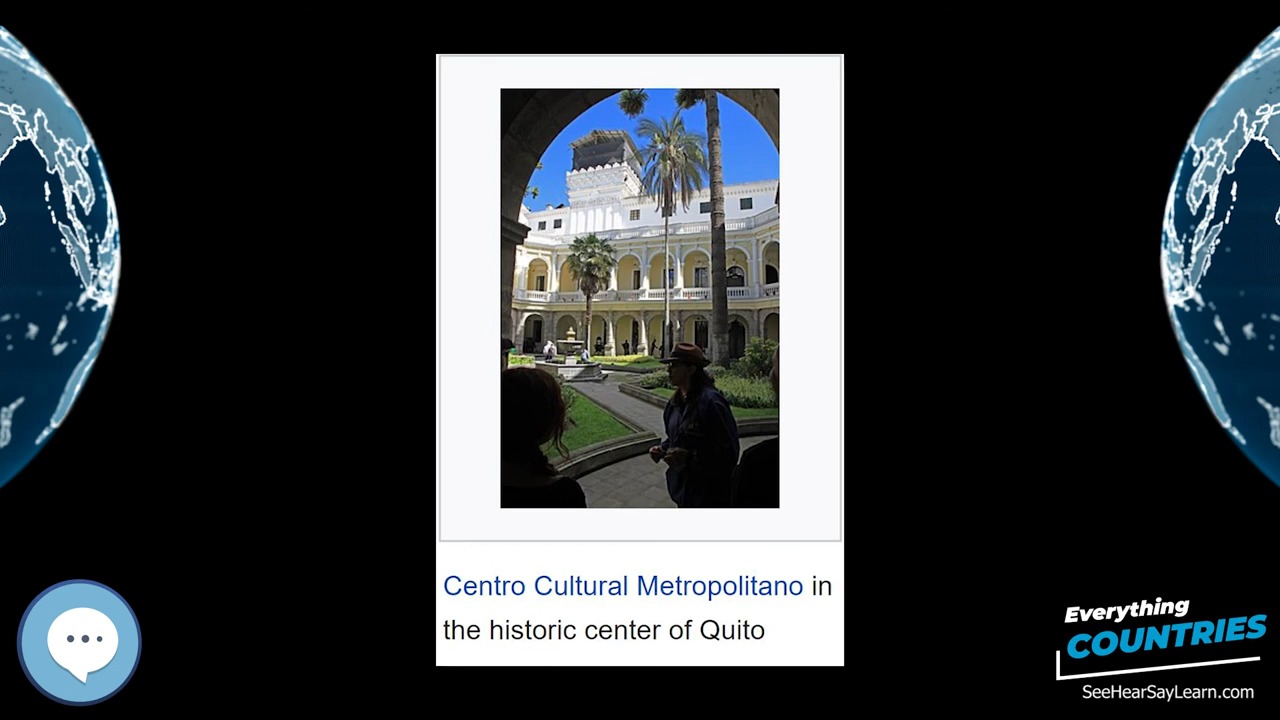 Centro Cultural Metropolitano in
the historic center of Quito
Everything
COUNTRIES
SeeHearSayLearn.com